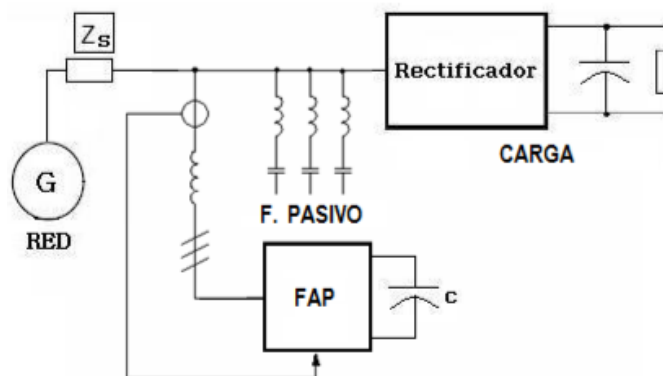 Zs
Rectificador
CARGA
G
RED
F. PASIVO
FAP
C